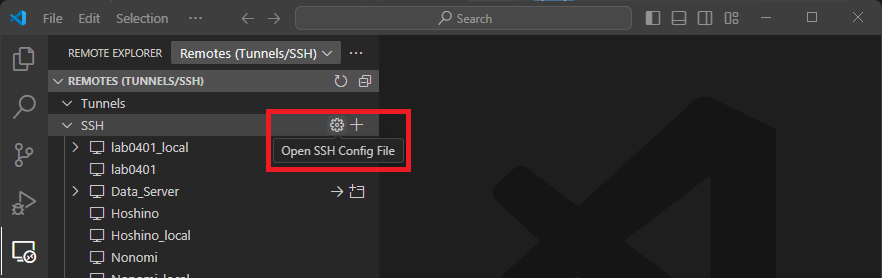 File Edit Selection ··· Search
REMOTE EXPLORER Remotes (Tunnels/SSH) ···
REMOTES (TUNNELS/SSH)
Tunnels
SSH
Open SSH Config File
lab0401_local
lab0401
Data_Server
Hoshino
Hoshino_local
Nonomi
Nonomi_local